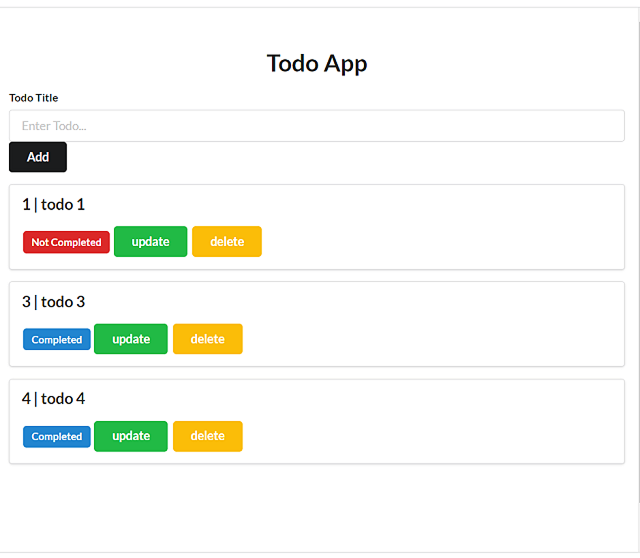 Todo App
Todo Title
Enter Todo...
Add
1 | todo 1
Not Completed update delete
3 | todo 3
Completed update delete
4 | todo 4
Completed update delete